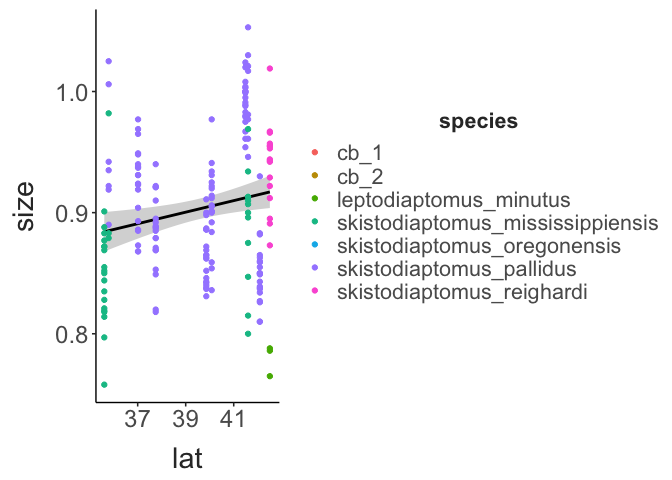 1.0
0.9
0.8
size
37 39 41
lat
species
cb_1
cb_2
leptodiaptomus_minutus
skistodiaptomus_mississippiensis
skistodiaptomus_oregonensis
skistodiaptomus_pallidus
skistodiaptomus_reighardi